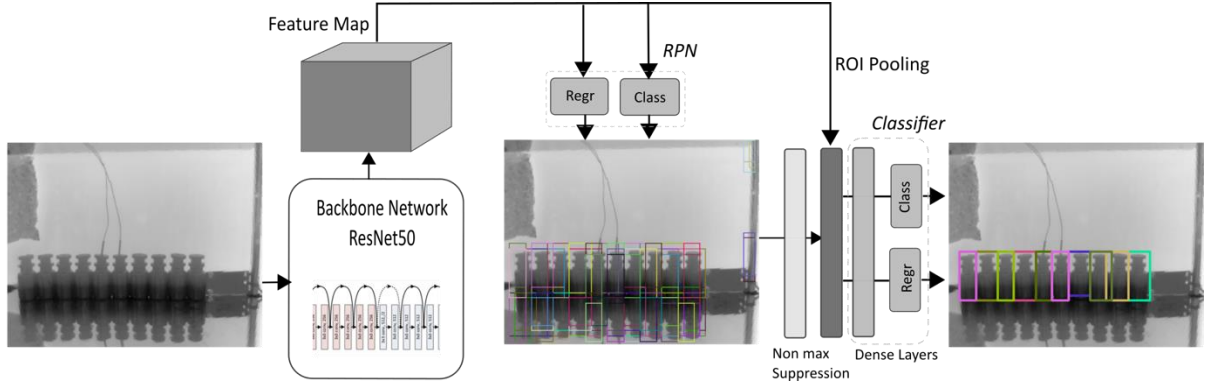 Feature Map
RPN
ROI Pooling
Regr
Class
Classifier
Backbone Network
ResNet50
Class
Regr
Non max
Suppression
Dense Layers